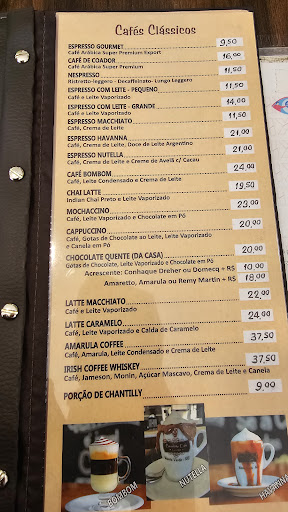 Cafés Clássicos
ESPRESSO GOURMET 9,50
Café Arábica Super Premium Export
CAFÉ DE COADOR 16,00
Café Arábica Super Premium
NESPRESSO 11,50
Ristretto-leggero - Decaffeinato- Lungo Leggero
ESPRESSO COM LEITE - PEQUENO 11,50
Café e Leite Vaporizado
ESPRESSO COM LEITE - GRANDE 14,00
Café e Leite Vaporizado
ESPRESSO MACCHIATO 11,50
Café, Crema de Leite
ESPRESSO HAVANNA 21,00
Café, Crema de Leite, Doce de Leite Argentino
ESPRESSO NUTELLA 21,00
Café, Crema de Leite e Creme de Avelã c/ Cacau
CAFÉ BOMBOM 24,00
Café, Leite Condensado e Crema de Leite
CHAI LATTE 19,50
Indian Chai Preto e Leite Vaporizado
MOCHACCINO 23,00
Café, Leite Vaporizado e Chocolate em Pó
CAPPUCCINO 20,00
Café, Gotas de Chocolate ao Leite, Leite Vaporizado
e Canela em Pó
CHOCOLATE QUENTE (DA CASA) 20,00
Gotas de Chocolate, Leite Vaporizado e Chocolate em Pó
Acrescente: Conhaque Dreher ou Domecq + R$ 10,00
Amaretto, Amarula ou Remy Martin + R$ 18,00
LATTE MACCHIATO 22,00
Café e Leite Vaporizado
LATTE CARAMELO 24,00
Café, Leite Vaporizado e Calda de Caramelo
AMARULA COFFEE 37,50
Café, Amarula, Leite Condensado e Crema de Leite
IRISH COFFEE WHISKEY 37,50
Café, Jameson, Monin, Açúcar Mascavo, Crema de Leite e Canela
PORÇÃO DE CHANTILLY 9,00
BOMBOM
NUTELLA
HAVANNA